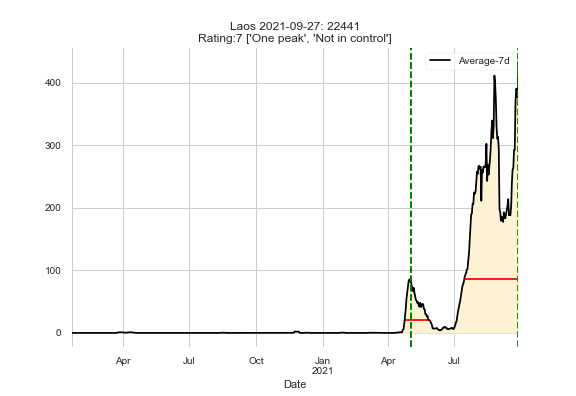 Laos 2021-09-27: 22441
Rating:7 ['One peak', 'Not in control']
Average-7d
400
300
200
100
0
Apr
Jul
Oct
Jan
2021
Apr
Jul
Date